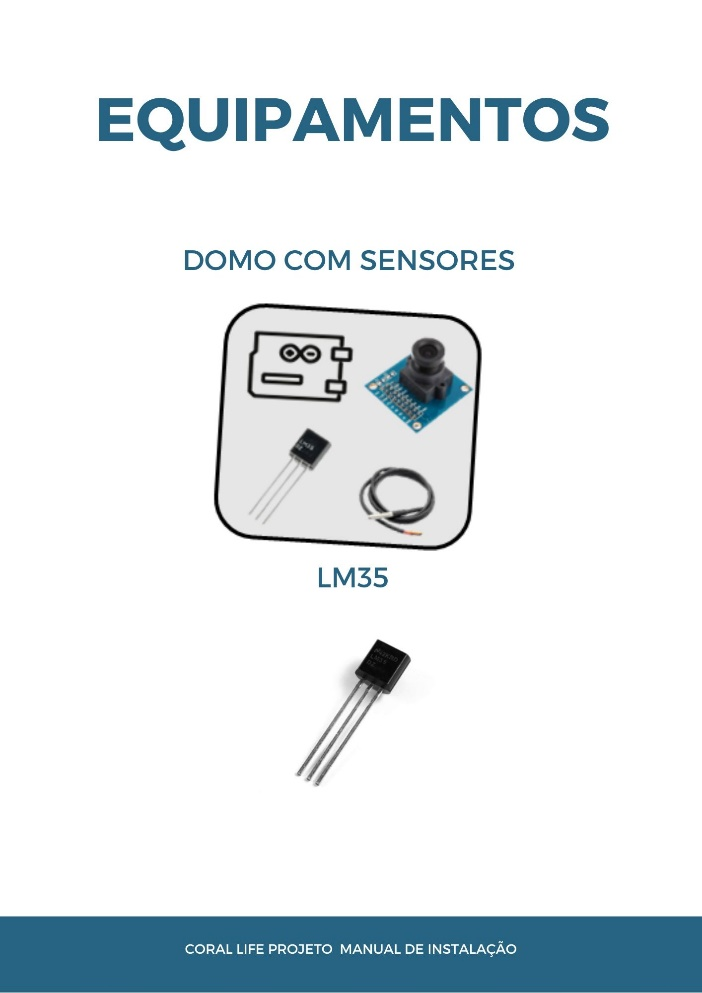 EQUIPAMENTOS
DOMO COM SENSORES
LM35
CORAL LIFE PROJETO MANUAL DE INSTALAÇÃO